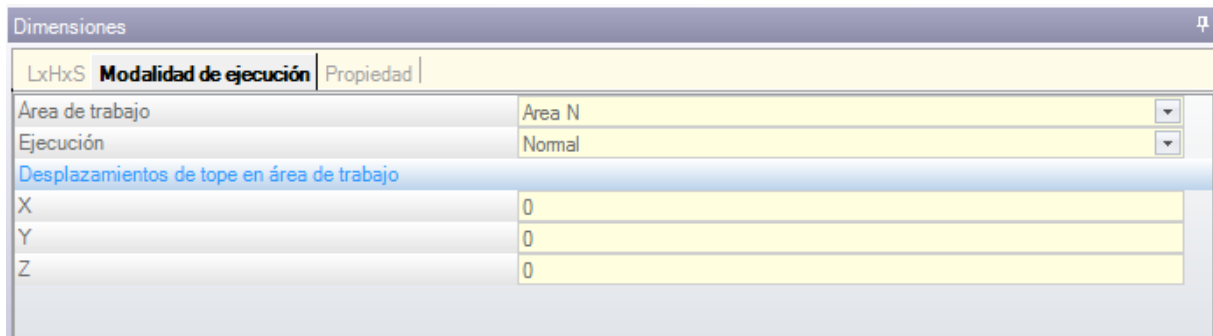 Dimensiones
LxHxS Modalidad de ejecución Propiedad
Area de trabajo Area N
Ejecución Normal
Desplazamientos de tope en área de trabajo
X 0
Y 0
Z 0